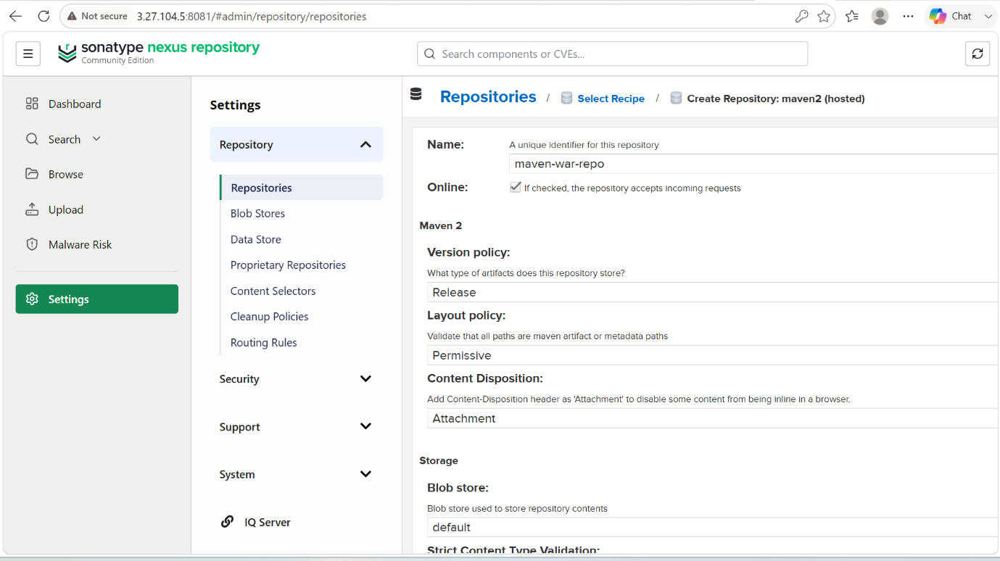 Not secure 3.27.104.5:8081/#admin/repository/repositories
Chat
sonatype nexus repository
Community Edition
Search components or CVEs...
Dashboard
Search
Browse
Upload
Malware Risk
Settings
Settings
Repository
Repositories
Blob Stores
Data Store
Proprietary Repositories
Content Selectors
Cleanup Policies
Routing Rules
Security
Support
System
IQ Server
Repositories / Select Recipe / Create Repository: maven2 (hosted)
Name: A unique identifier for this repository
maven-war-repo
Online: If checked, the repository accepts incoming requests
Maven 2
Version policy:
What type of artifacts does this repository store?
Release
Layout policy:
Validate that all paths are maven artifact or metadata paths
Permissive
Content Disposition:
Add Content-Disposition header as 'Attachment' to disable some content from being inline in a browser.
Attachment
Storage
Blob store:
Blob store used to store repository contents
default
Strict Content Type Validation: